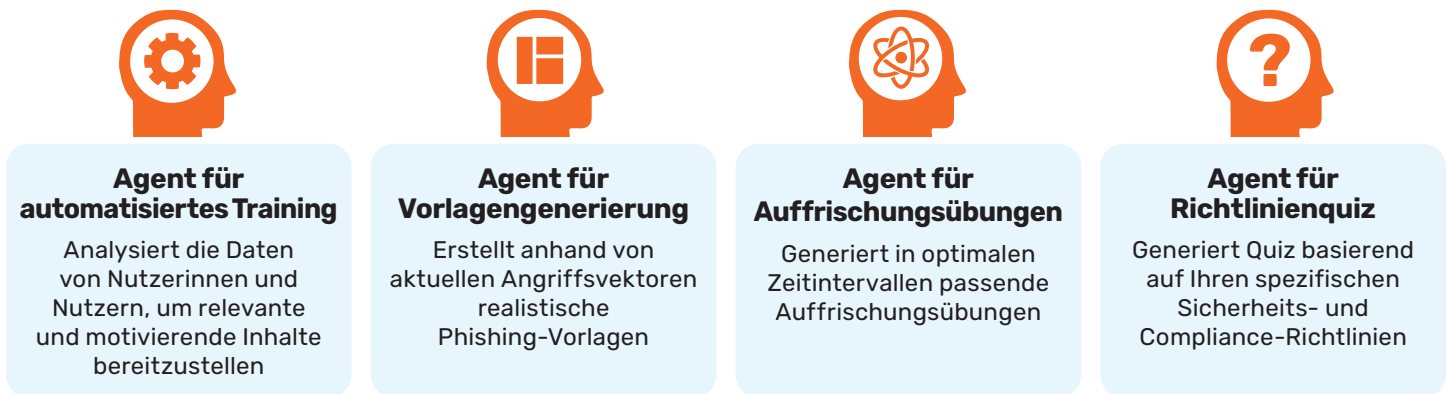 Agent für
automatisiertes Training
Analysiert die Daten
von Nutzerinnen und
Nutzern, um relevante
und motivierende Inhalte
bereitzustellen
Agent für
Vorlagengenerierung
Erstellt anhand von
aktuellen Angriffsvektoren
realistische
Phishing-Vorlagen
Agent für
Auffrischungsübungen
Generiert in optimalen
Zeitintervallen passende
Auffrischungsübungen
?
Agent für
Richtlinienquiz
Generiert Quiz basierend
auf Ihren spezifischen
Sicherheits- und
Compliance-Richtlinien